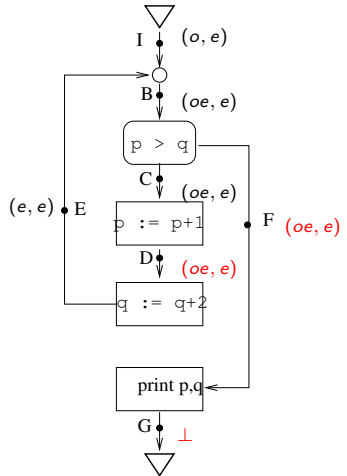 I (o, e)
B (oe, e)
p > q
C (oe, e)
(e, e) E
p := p+1
F (oe, e)
D (oe, e)
q := q+2
print p,q
G ⊥